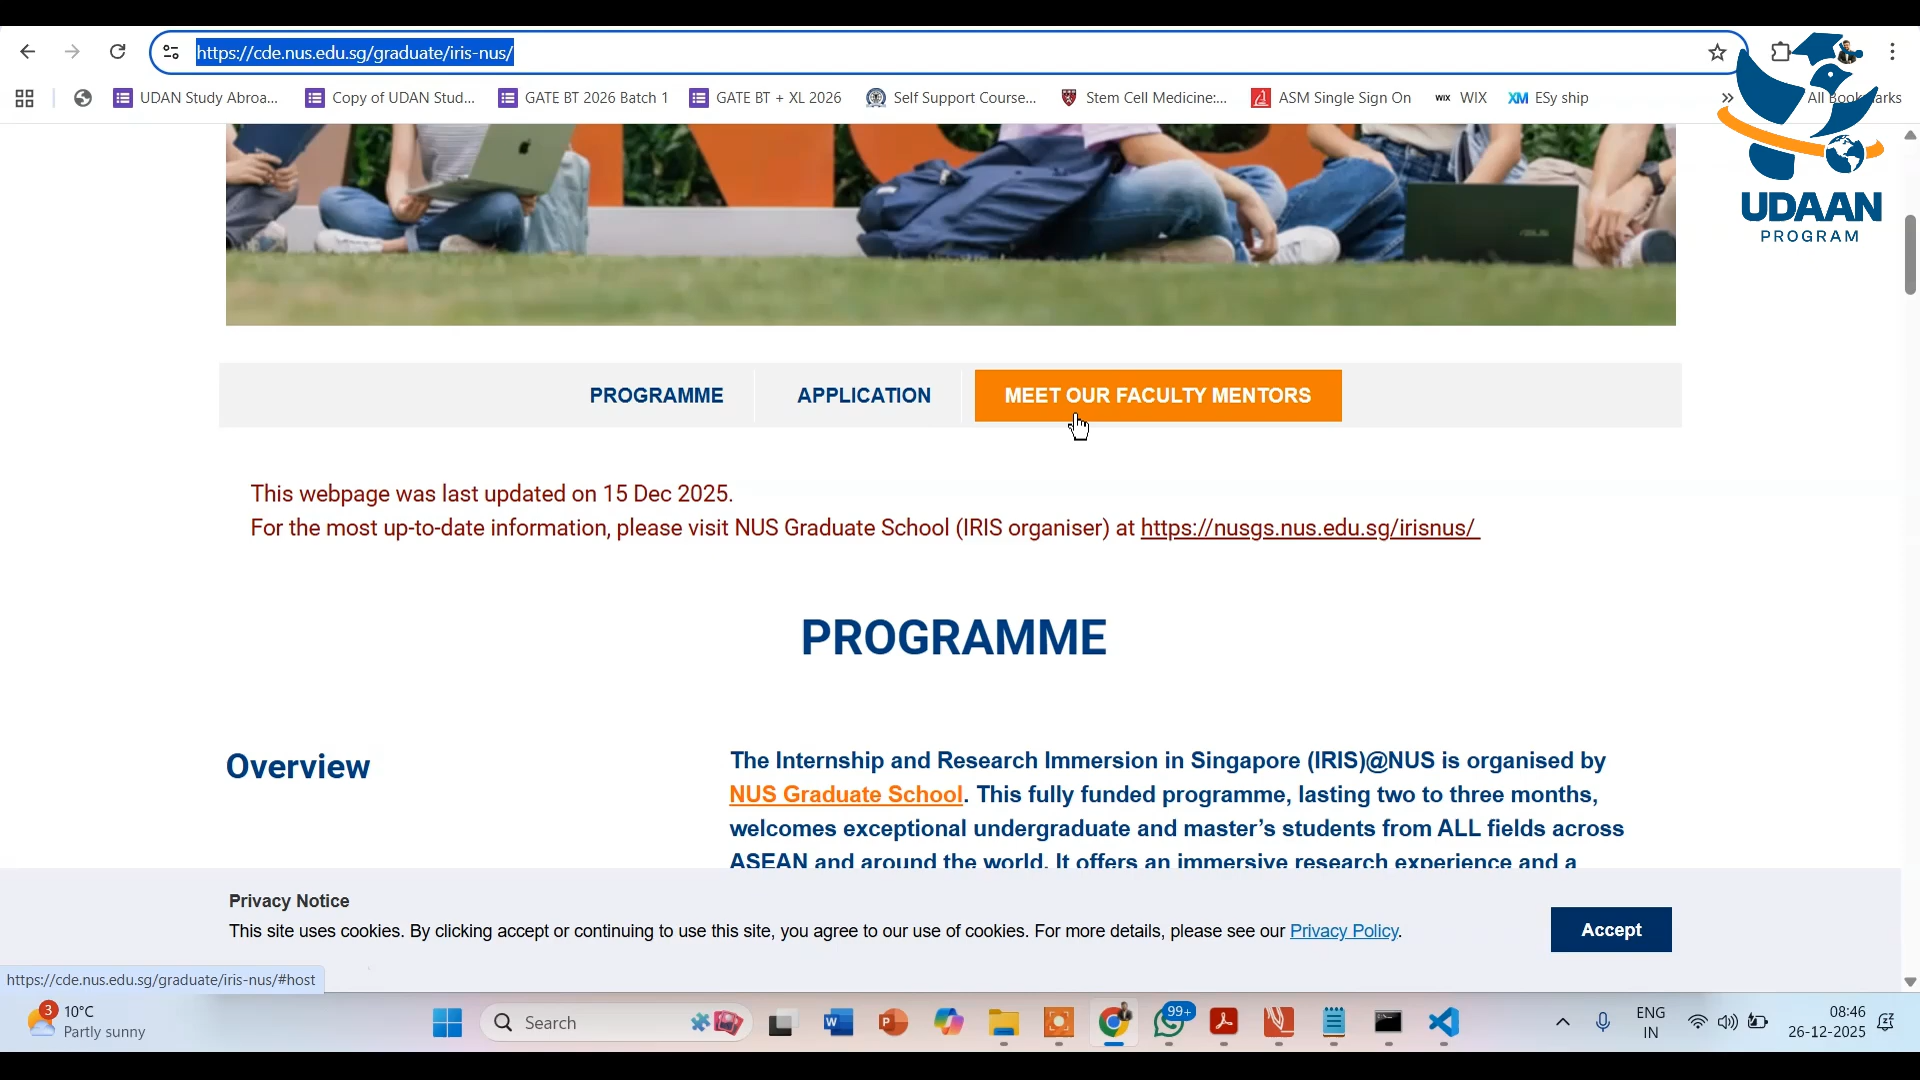 https://cde.nus.edu.sg/graduate/iris-nus/
UDAN Study Abroa...
Copy of UDAN Stud...
GATE BT 2026 Batch 1
GATE BT + XL 2026
Self Support Course...
Stem Cell Medicine:...
ASM Single Sign On
WIX
WIX
XM
ESy ship
All Bookmarks
UDAAN
PROGRAM
PROGRAMME
APPLICATION
MEET OUR FACULTY MENTORS
This webpage was last updated on 15 Dec 2025.
For the most up-to-date information, please visit NUS Graduate School (IRIS organiser) at https://nusgs.nus.edu.sg/irisnus/
PROGRAMME
Overview
The Internship and Research Immersion in Singapore (IRIS)@NUS is organised by
NUS Graduate School. This fully funded programme, lasting two to three months,
welcomes exceptional undergraduate and master's students from ALL fields across
ASEAN and around the world. It offers an immersive research experience and a
Privacy Notice
This site uses cookies. By clicking accept or continuing to use this site, you agree to our use of cookies. For more details, please see our Privacy Policy.
Accept
https://cde.nus.edu.sg/graduate/iris-nus/#host
3
10°C
Partly sunny
Search
99+
ENG
IN
08:46
26-12-2025